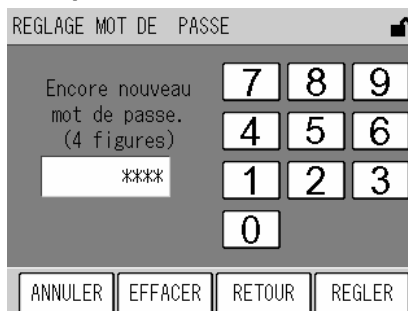 REGLAGE MOT DE PASSE
Encore nouveau
mot de passe.
(4 figures)
****
7 8 9
4 5 6
1 2 3
0
ANNULER EFFACER RETOUR REGLER